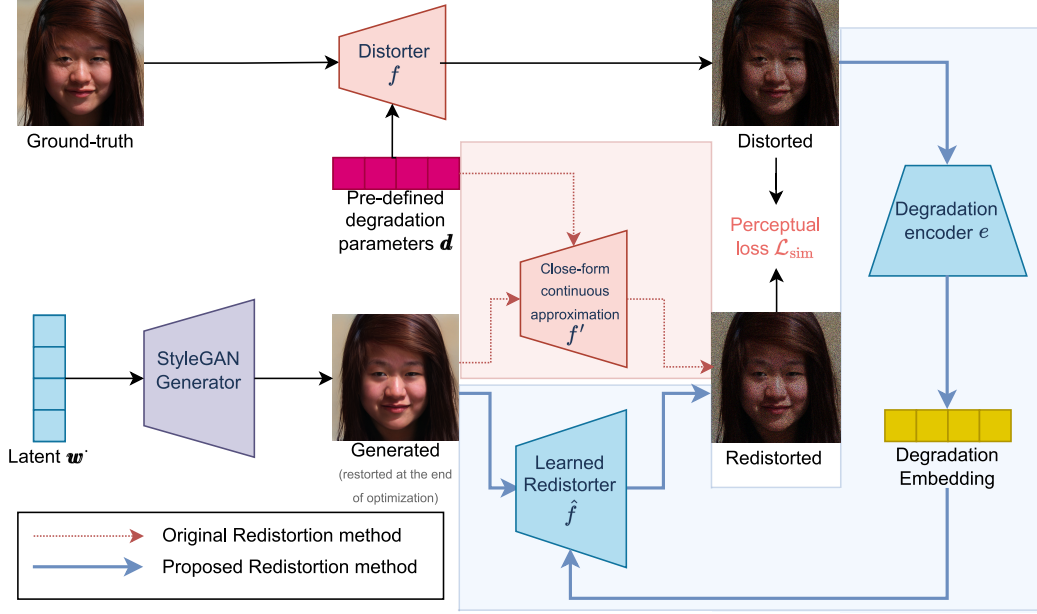 Distorter
f
Ground-truth
Distorted
Pre-defined
degradation
parameters d
Perceptual
loss ℒsim
Degradation
encoder e
Close-form
continuous
approximation
f′
StyleGAN
Generator
Latent w
Generated
(restorted at the end
of optimization)
Learned
Redistorter
f̂
Redistorted
Degradation
Embedding
Original Redistortion method
Proposed Redistortion method